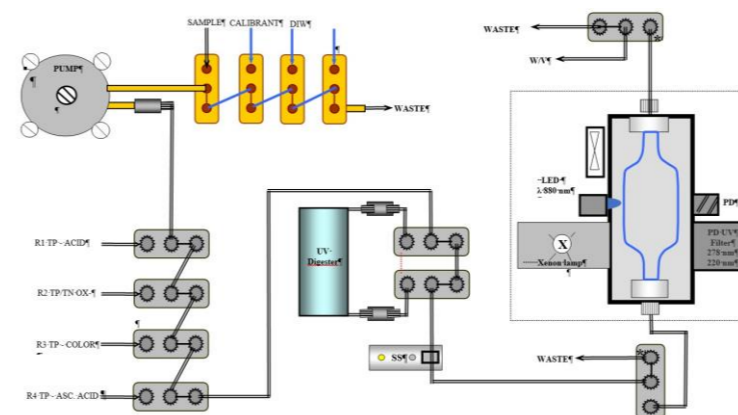 SAMPLE¶ CALIBRANT¶ DIW¶
¶
PUMP¶
¶
¶
WASTE¶
R1·TP·-·ACID¶
R2·TP/TN·OX·¶
¶
R3·TP·-·COLOR¶
R4·TP·-·ASC.·ACID¶
UV·
Digester¶
SS¶
WASTE¶
W/V¶
LED·¶
λ·880·nm¶
PD¶
X
Xenon·lamp¶
¶
PD·UV¶
Filter¶
278·nm¶
220·nm¶
WASTE¶